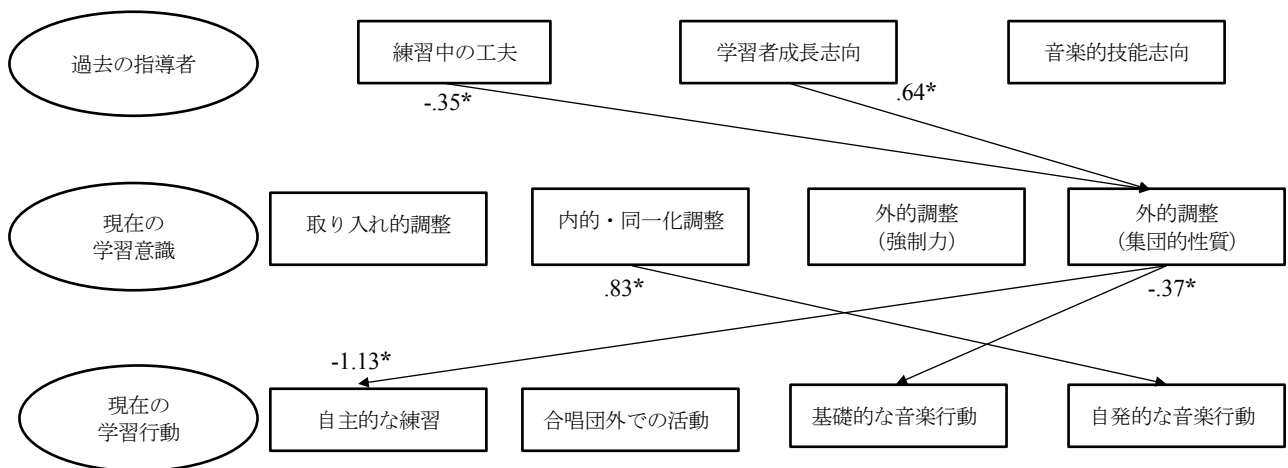 過去の指導者
練習中の工夫
学習者成長志向
音楽的技能志向
-.35*
.64*
現在の
学習意識
取り入れ的調整
内的・同一化調整
外的調整
(強制力)
外的調整
(集団的性質)
.83*
-.37*
-1.13*
現在の
学習行動
自主的な練習
合唱団外での活動
基礎的な音楽行動
自発的な音楽行動